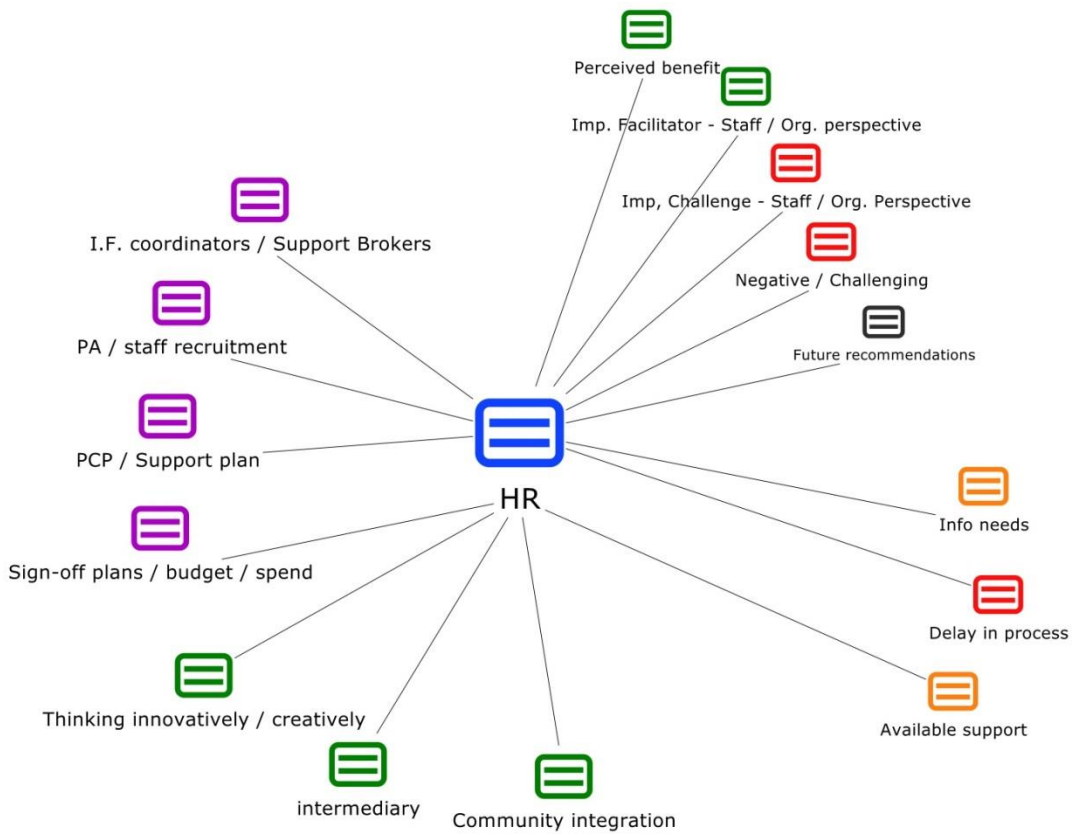 Perceived benefit
Imp. Facilitator - Staff / Org. perspective
Imp, Challenge - Staff / Org. Perspective
I.F. coordinators / Support Brokers
Negative / Challenging
PA / staff recruitment
Future recommendations
PCP / Support plan
HR
Info needs
Sign-off plans / budget / spend
Delay in process
Thinking innovatively / creatively
Available support
intermediary
Community integration